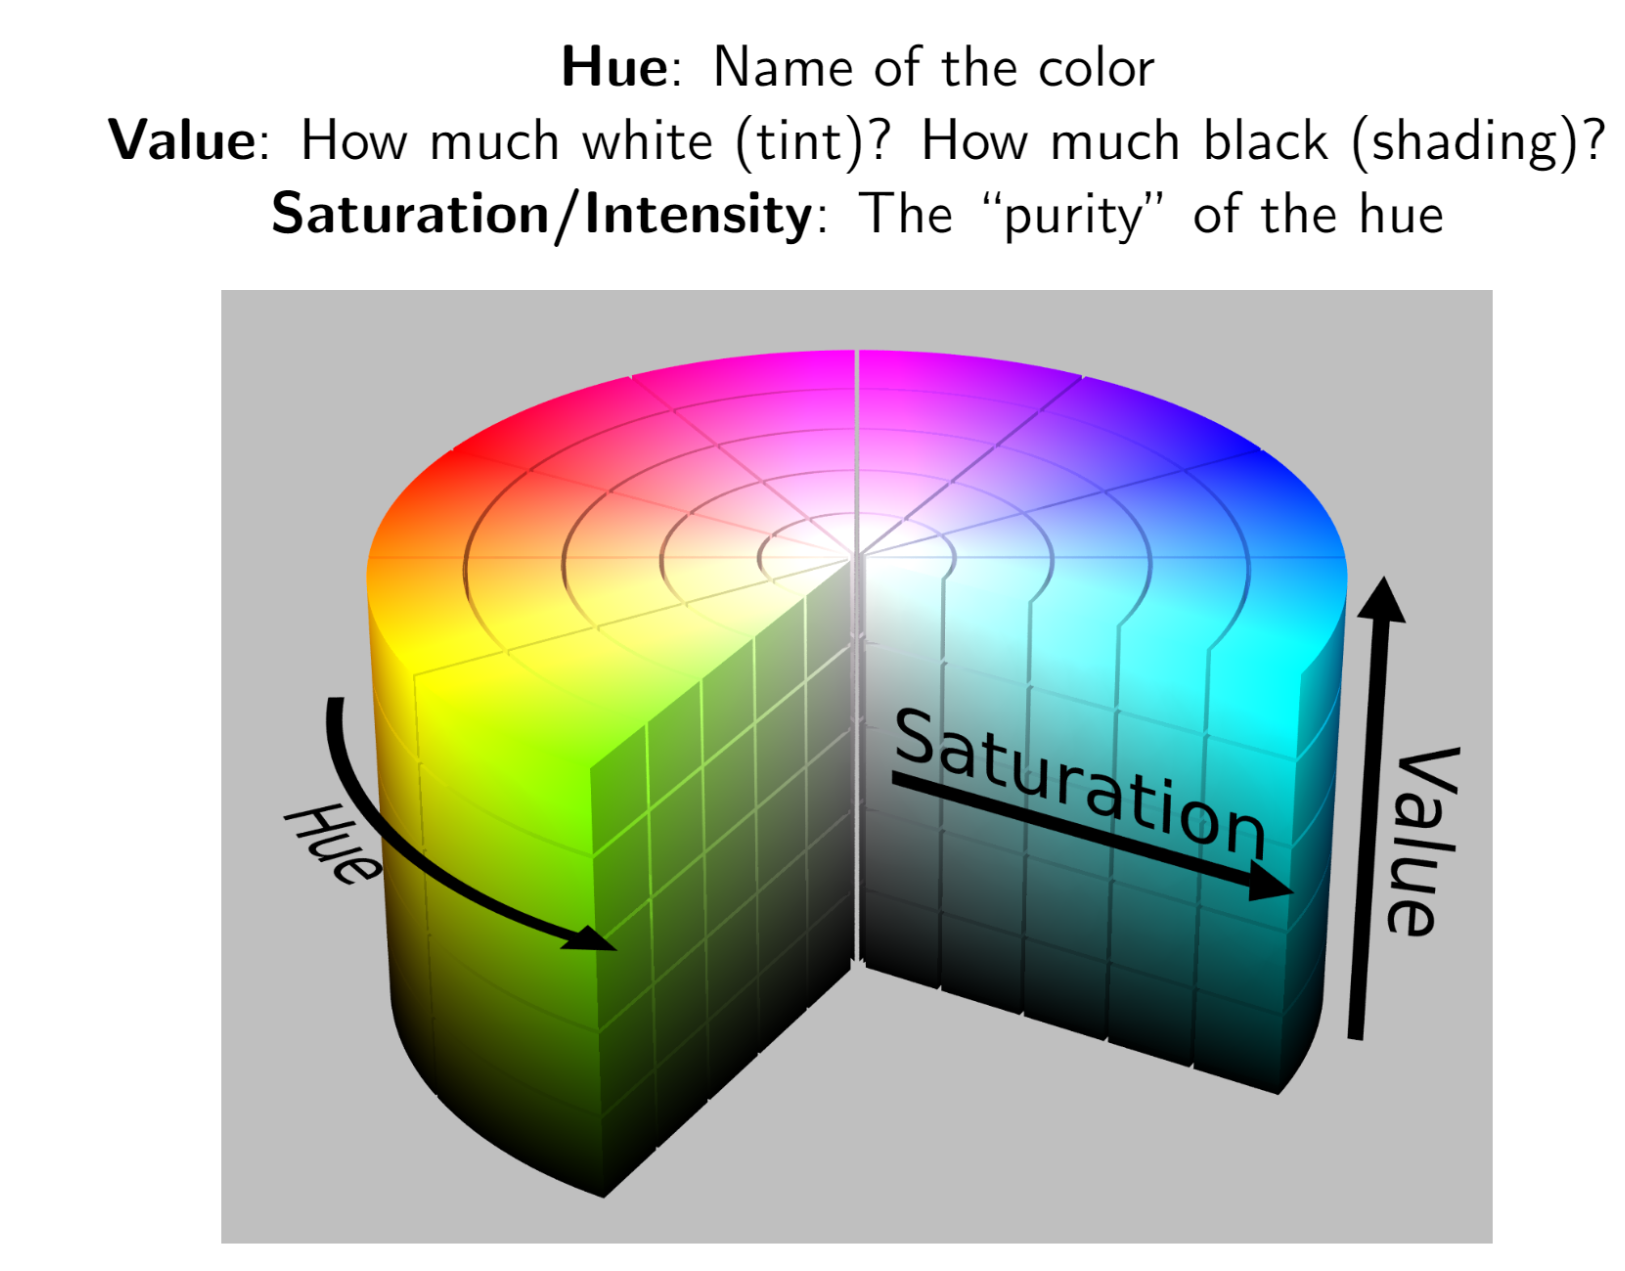 Hue: Name of the color
Value: How much white (tint)? How much black (shading)?
Saturation/Intensity: The “purity” of the hue
Saturation
Value
Hue